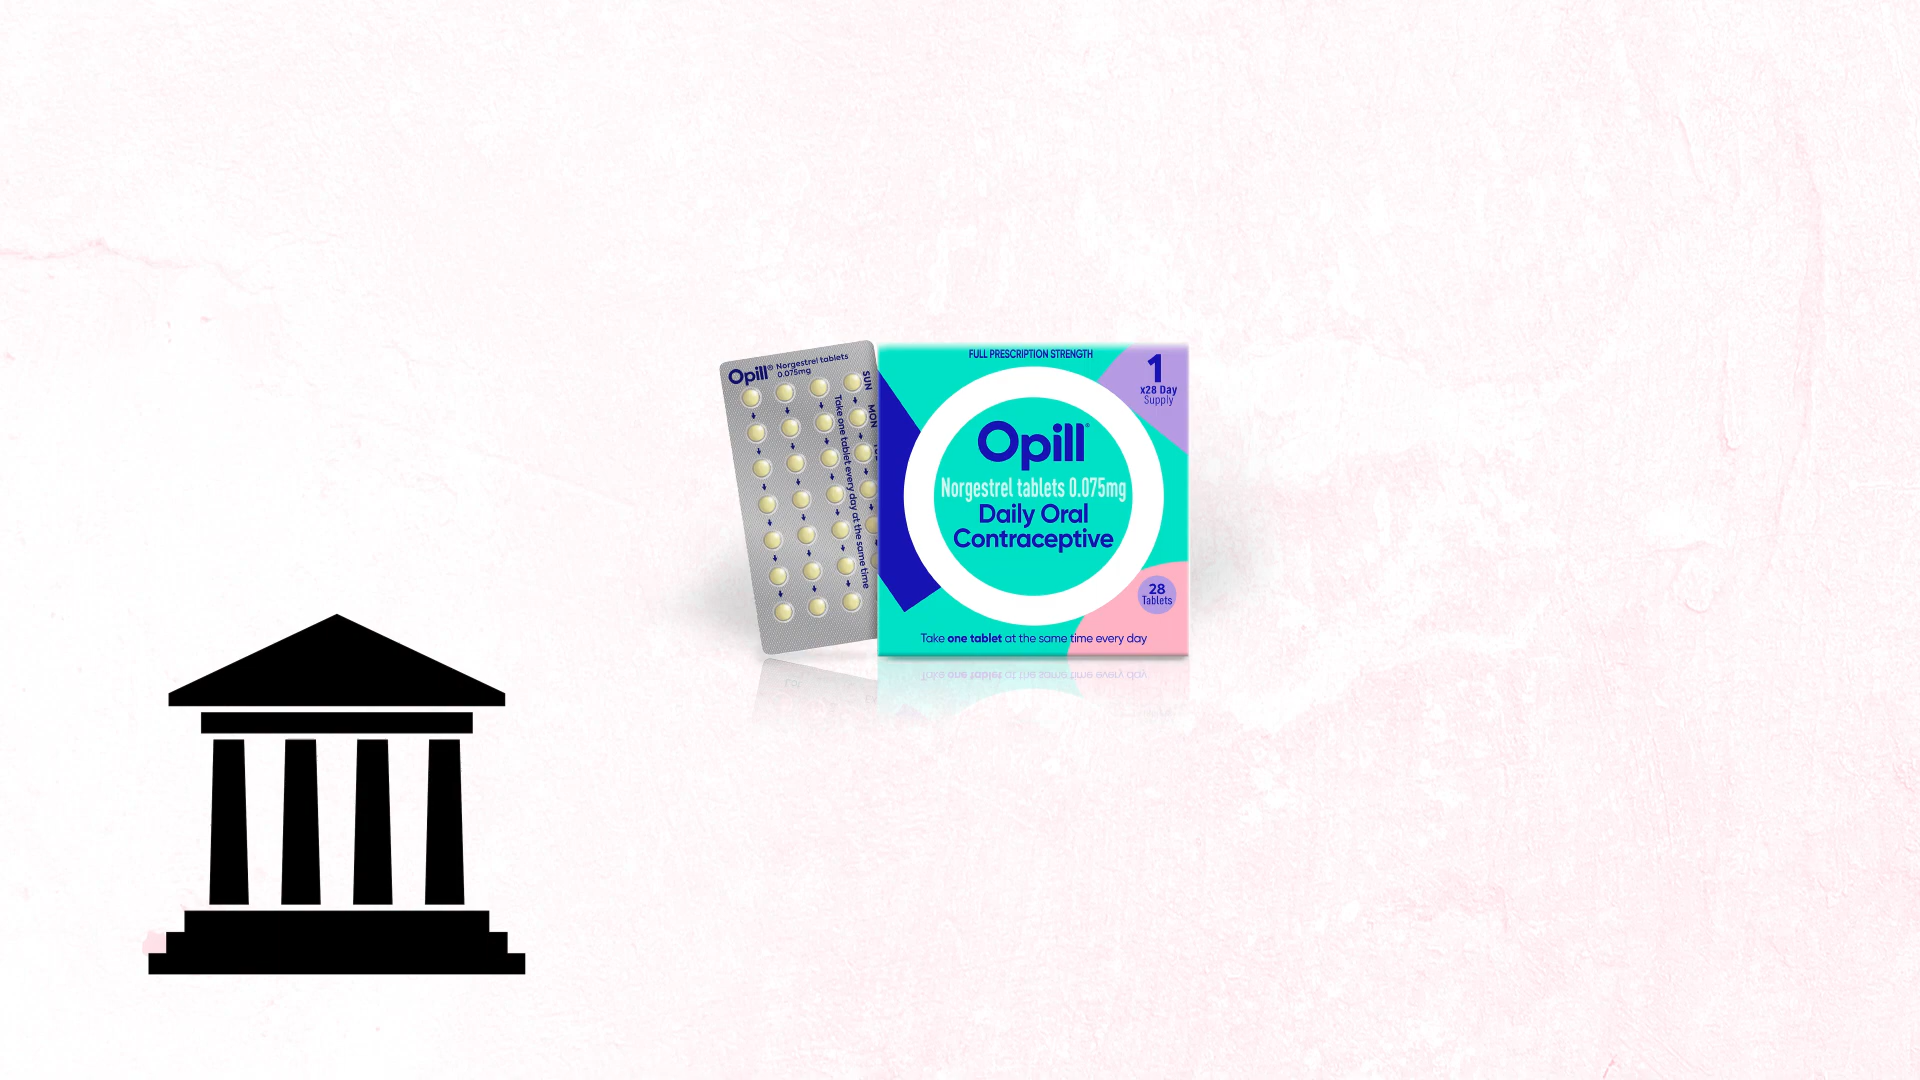 Opill® Norgestrel tablets
0.075mg
SUN
MON
Take one tablet every day at the same time
FULL PRESCRIPTION STRENGTH
1
x28 Day
Supply
Opill®
Norgestrel tablets 0.075mg
Daily Oral
Contraceptive
28
Tablets
Take one tablet at the same time every day